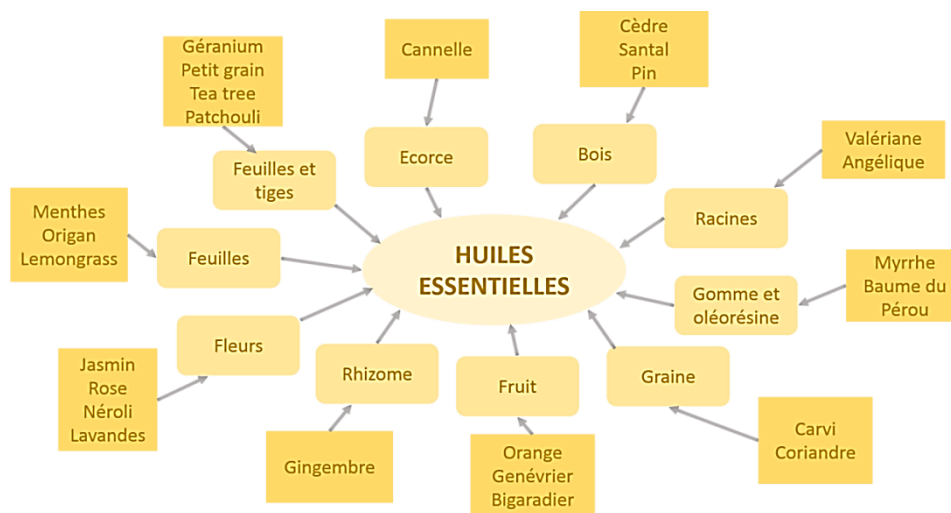 Géranium
Petit grain
Tea tree
Patchouli
Cannelle
Cèdre
Santal
Pin
Valériane
Angélique
Feuilles et
tiges
Ecorce
Bois
Racines
Menthes
Origan
Lemongrass
Feuilles
HUILES
ESSENTIELLES
Gomme et
oléorésine
Myrrhe
Baume du
Pérou
Fleurs
Rhizome
Fruit
Graine
Jasmin
Rose
Néroli
Lavandes
Gingembre
Orange
Genévrier
Bigaradier
Carvi
Coriandre